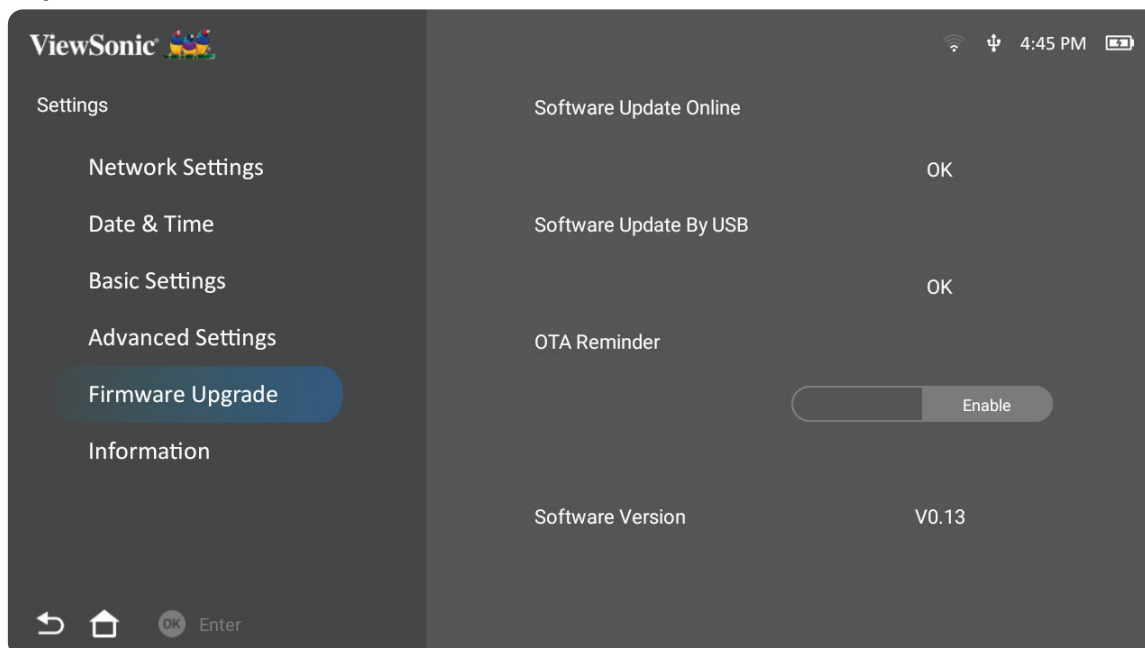 ViewSonic
4:45 PM
Settings
Network Settings
Date & Time
Basic Settings
Advanced Settings
Firmware Upgrade
Information
OK Enter
Software Update Online
OK
Software Update By USB
OK
OTA Reminder
Enable
Software Version V0.13